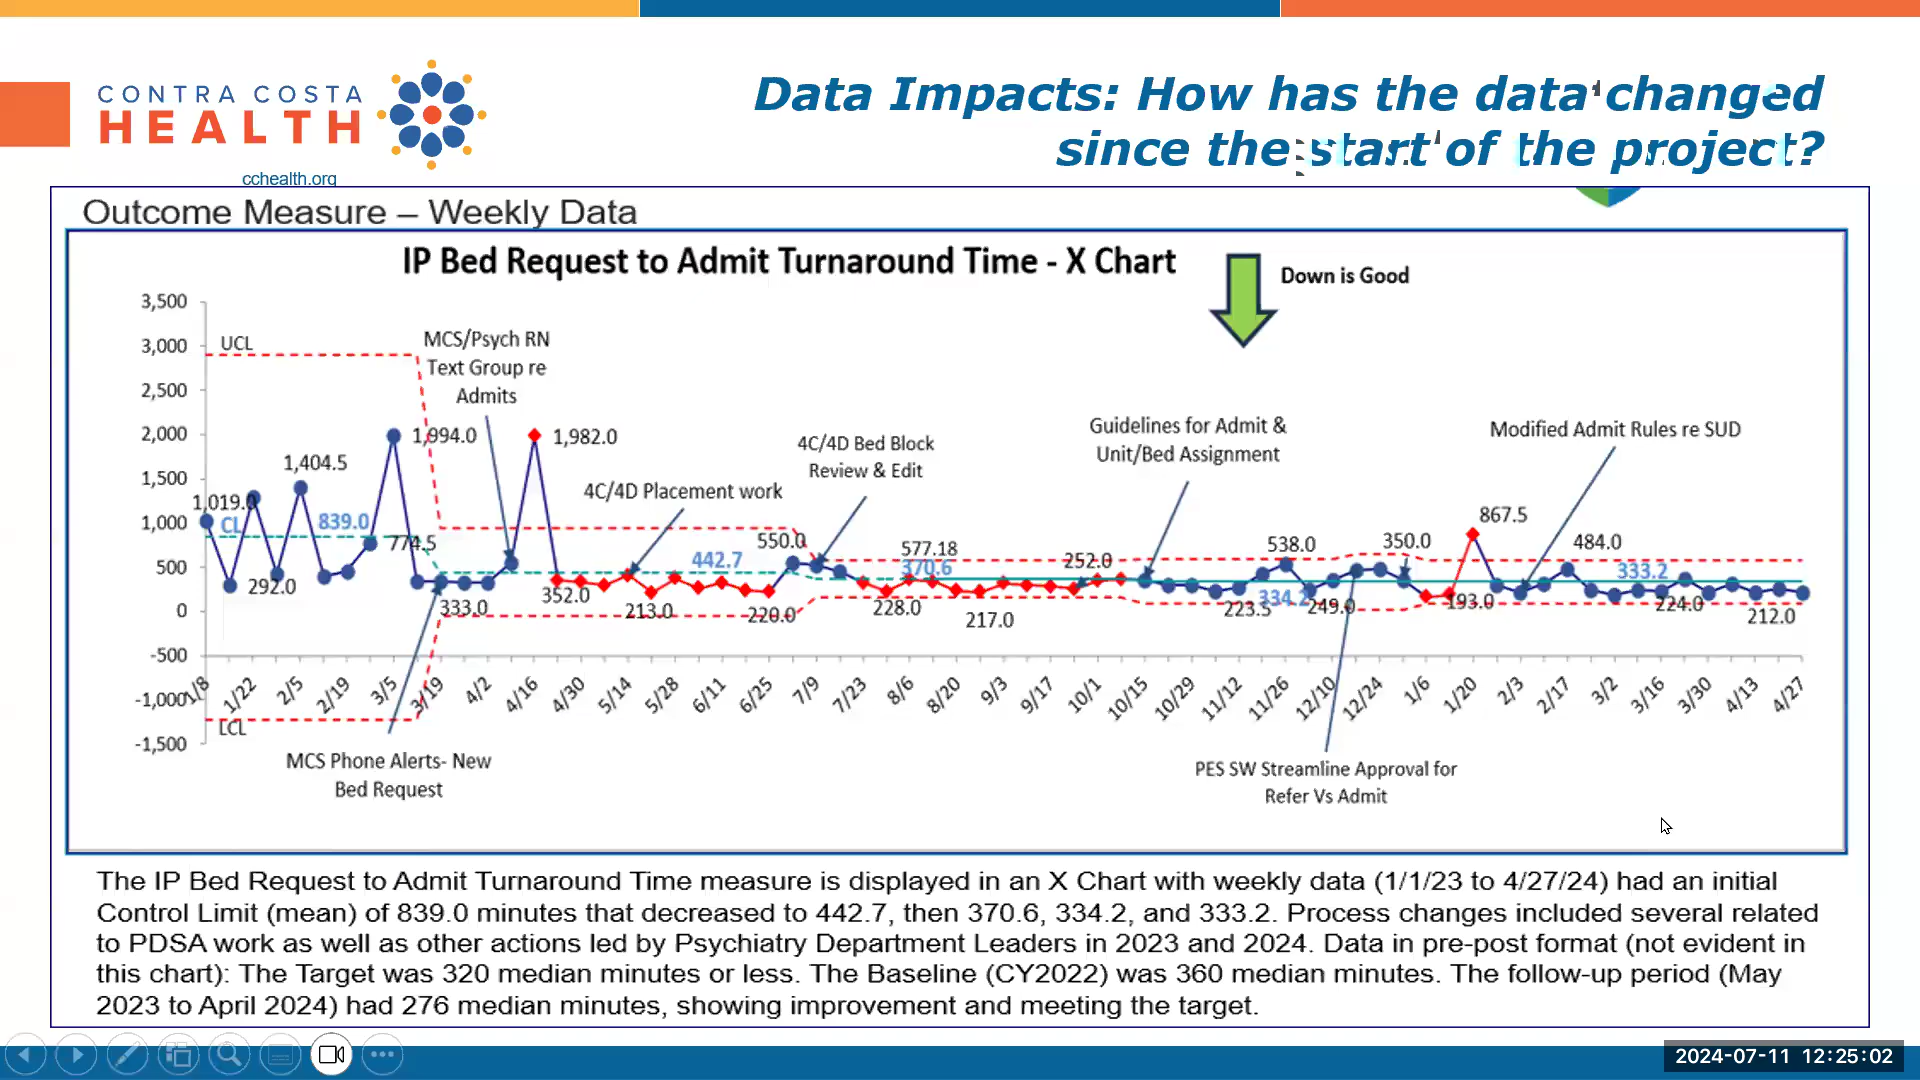 CONTRA COSTA
HEALTH
cchealth.org
Data Impacts: How has the data changed
since the start of the project?
Outcome Measure – Weekly Data
IP Bed Request to Admit Turnaround Time - X Chart
Down is Good
3,500
3,000
2,500
2,000
1,500
1,000
500
0
-500
-1,000
-1,500
UCL
CL
LCL
MCS/Psych RN
Text Group re
Admits
4C/4D Placement work
4C/4D Bed Block
Review & Edit
Guidelines for Admit &
Unit/Bed Assignment
Modified Admit Rules re SUD
MCS Phone Alerts- New
Bed Request
PES SW Streamline Approval for
Refer Vs Admit
1,019.0
292.0
1,404.5
839.0
774.5
1,994.0
333.0
1,982.0
352.0
213.0
442.7
220.0
550.0
228.0
577.18
370.6
217.0
252.0
223.5
334.2
538.0
249.0
350.0
193.0
867.5
484.0
333.2
224.0
212.0
1/8
1/22
2/5
2/19
3/5
3/19
4/2
4/16
4/30
5/14
5/28
6/11
6/25
7/9
7/23
8/6
8/20
9/3
9/17
10/1
10/15
10/29
11/12
11/26
12/10
12/24
1/6
1/20
2/3
2/17
3/2
3/16
3/30
4/13
4/27
The IP Bed Request to Admit Turnaround Time measure is displayed in an X Chart with weekly data (1/1/23 to 4/27/24) had an initial
Control Limit (mean) of 839.0 minutes that decreased to 442.7, then 370.6, 334.2, and 333.2. Process changes included several related
to PDSA work as well as other actions led by Psychiatry Department Leaders in 2023 and 2024. Data in pre-post format (not evident in
this chart): The Target was 320 median minutes or less. The Baseline (CY2022) was 360 median minutes. The follow-up period (May
2023 to April 2024) had 276 median minutes, showing improvement and meeting the target.
2024-07-11 12:25:02